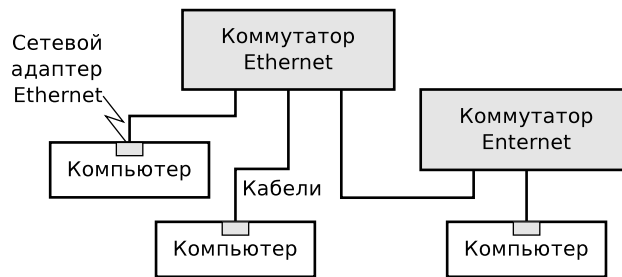 Сетевой
адаптер
Ethernet
Коммутатор
Ethernet
Коммутатор
Enternet
Компьютер
Кабели
Компьютер
Компьютер